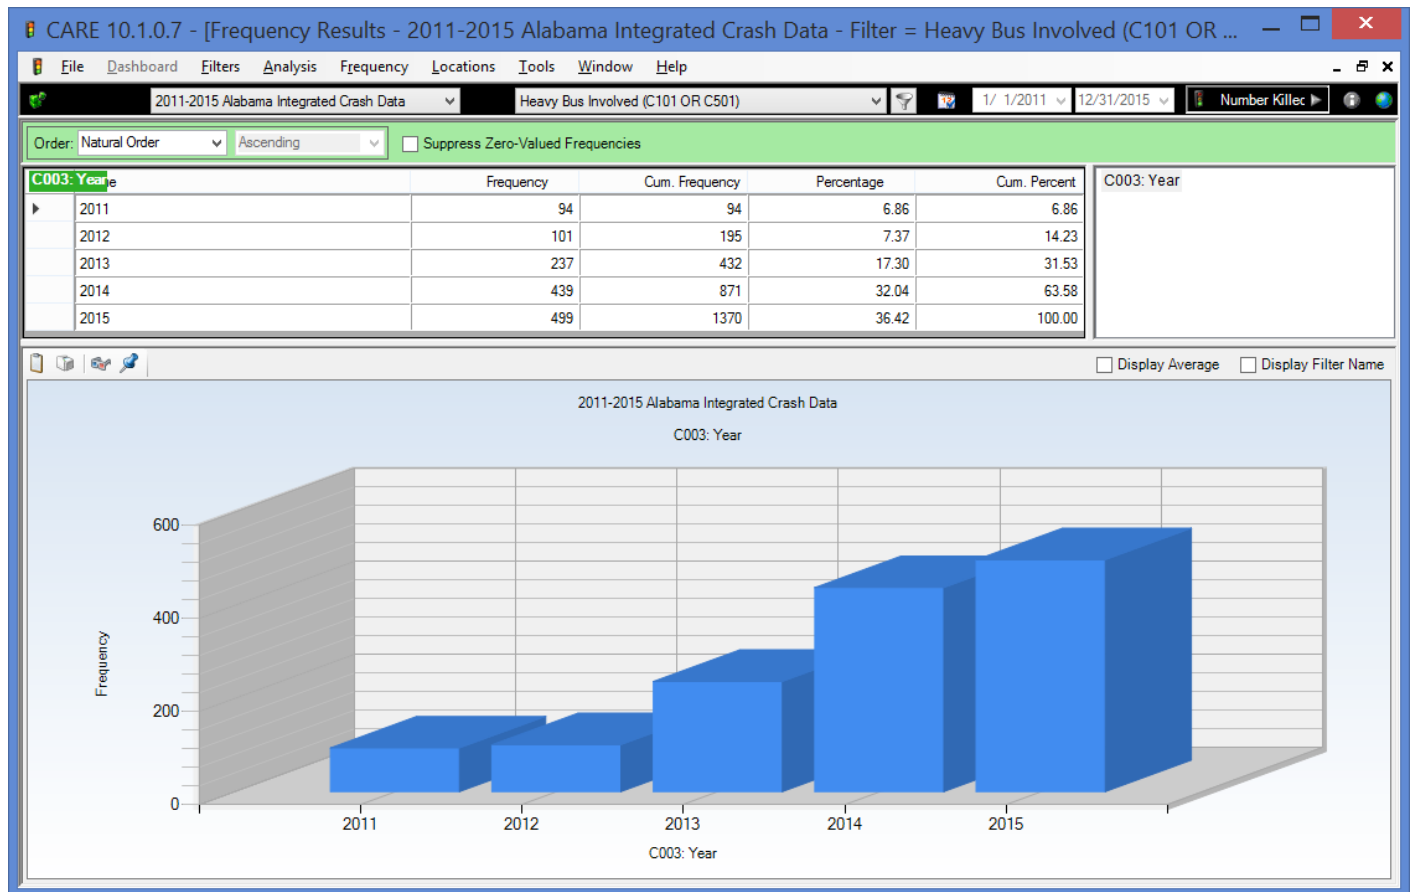 CARE 10.1.0.7 - [Frequency Results - 2011-2015 Alabama Integrated Crash Data - Filter = Heavy Bus Involved (C101 OR ...
File Dashboard Filters Analysis Frequency Locations Tools Window Help
2011-2015 Alabama Integrated Crash Data Heavy Bus Involved (C101 OR C501) 1/ 1/2011 12/31/2015 Number Killec
Order: Natural Order Ascending Suppress Zero-Valued Frequencies
C003: Year Frequency Cum. Frequency Percentage Cum. Percent C003: Year
2011 94 94 6.86 6.86
2012 101 195 7.37 14.23
2013 237 432 17.30 31.53
2014 439 871 32.04 63.58
2015 499 1370 36.42 100.00
Display Average Display Filter Name
2011-2015 Alabama Integrated Crash Data
C003: Year
600
400
200
0
Frequency
2011 2012 2013 2014 2015
C003: Year